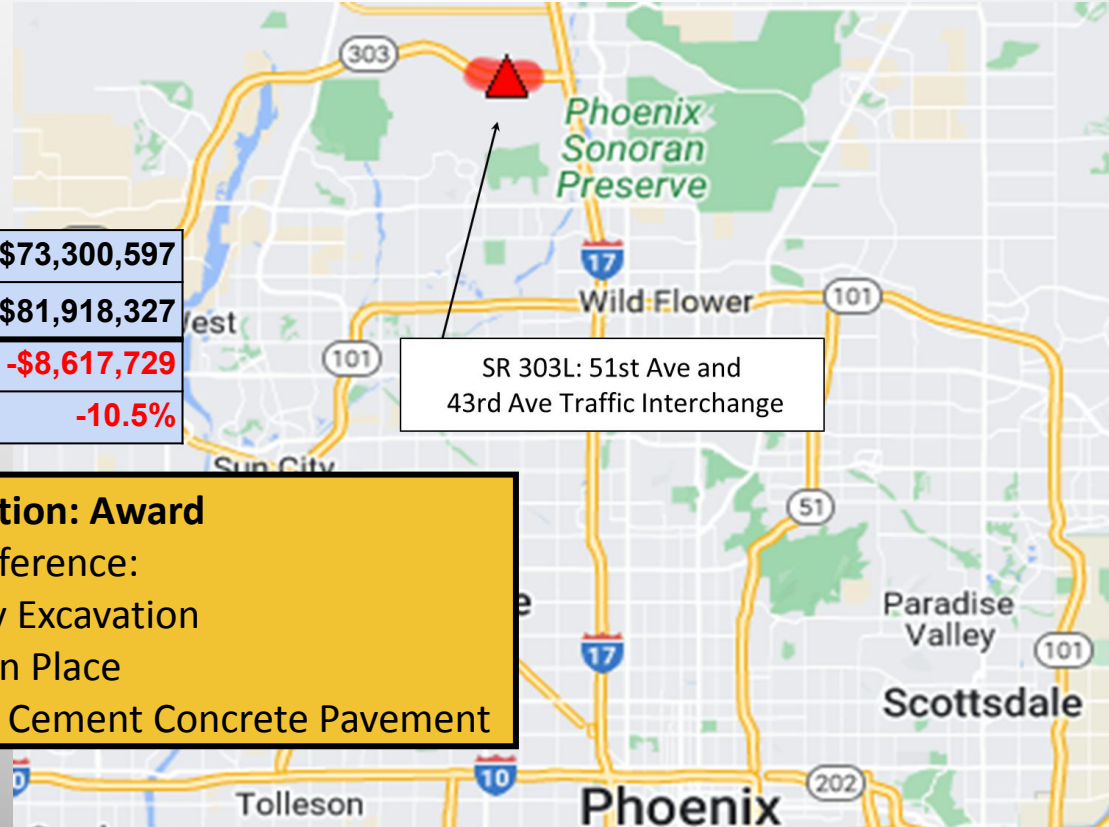 303
Phoenix
Sonoran
Preserve
$73,300,597
$81,918,327
-$8,617,729
-10.5%
17
Wild Flower
101
101
SR 303L: 51st Ave and
43rd Ave Traffic Interchange
Sun City
51
tion: Award
ference:
Excavation
n Place
Cement Concrete Pavement
17
Paradise
Valley
101
Scottsdale
10
202
Tolleson
Phoenix